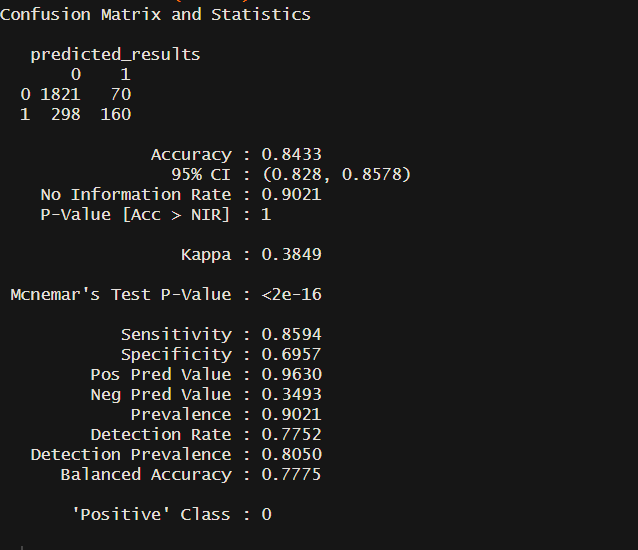 Confusion Matrix and Statistics
predicted_results
0 1
0 1821 70
1 298 160
Accuracy : 0.8433
95% CI : (0.828, 0.8578)
No Information Rate : 0.9021
P-Value [Acc > NIR] : 1
Kappa : 0.3849
Mcnemar's Test P-Value : <2e-16
Sensitivity : 0.8594
Specificity : 0.6957
Pos Pred Value : 0.9630
Neg Pred Value : 0.3493
Prevalence : 0.9021
Detection Rate : 0.7752
Detection Prevalence : 0.8050
Balanced Accuracy : 0.7775
'Positive' Class : 0